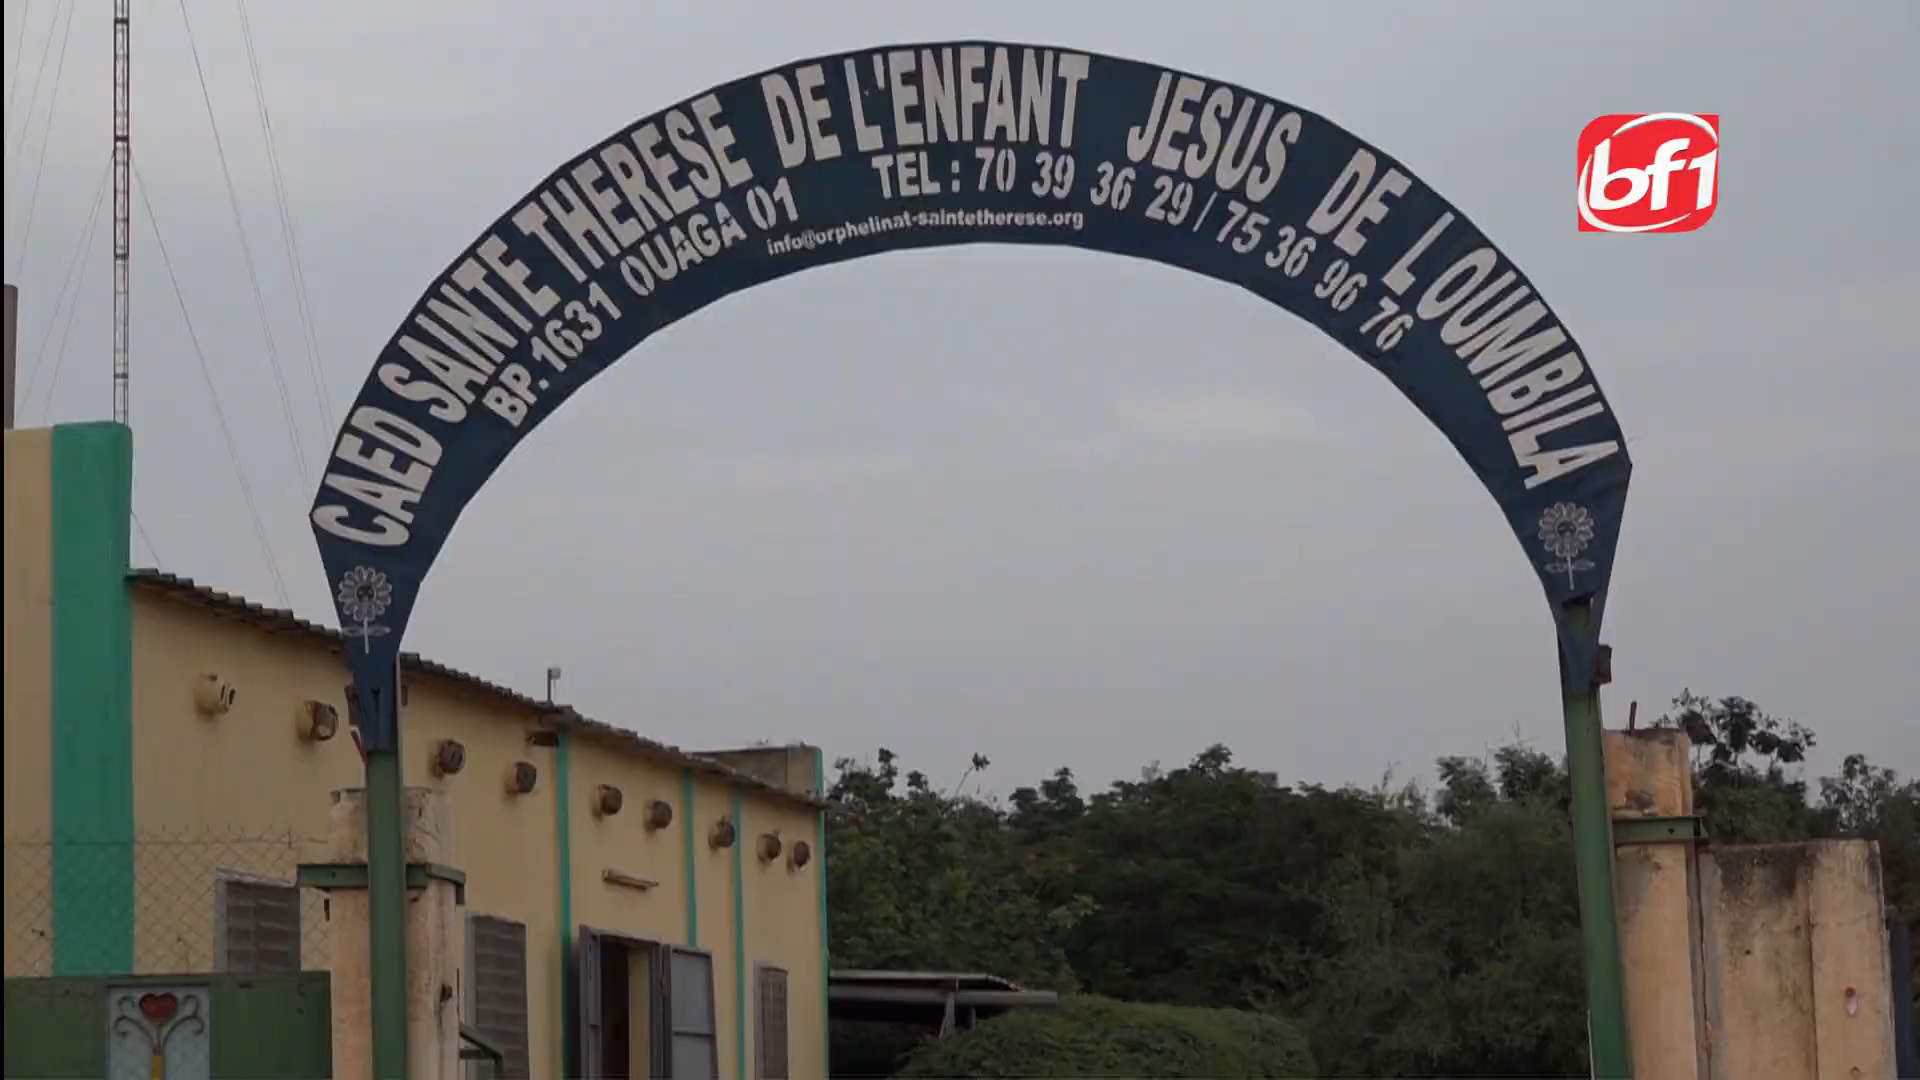 CAED SAINTE THERESE DE L'ENFANT JESUS DE LOUMBILA
BP. 1631 OUAGA 01 TEL : 70 39 36 29 / 75 36 96 76
info@orphelinat-saintetherese.org
bf1